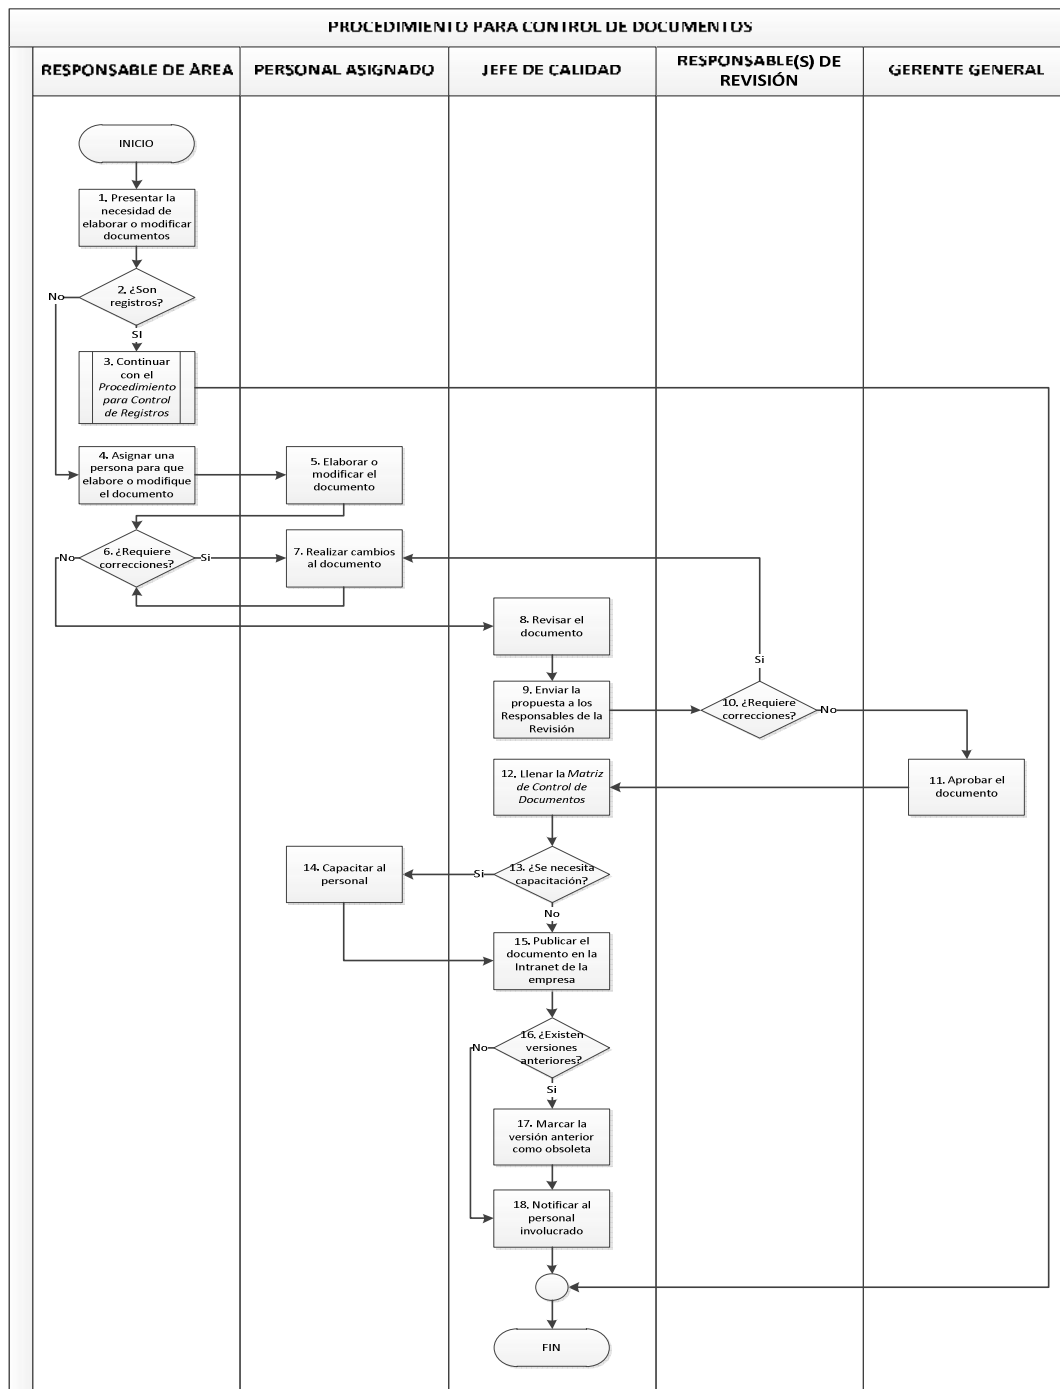 PROCEDIMIENTO PARA CONTROL DE DOCUMENTOS
RESPONSABLE DE ÁREA
PERSONAL ASIGNADO
JEFE DE CALIDAD
RESPONSABLE(S) DE
REVISIÓN
GERENTE GENERAL
INICIO
1. Presentar la
necesidad de
elaborar o modificar
documentos
2. ¿Son
registros?
No
SI
3. Continuar
con el
Procedimiento
para Control
de Registros
4. Asignar una
persona para que
elabore o modifique
el documento
5. Elaborar o
modificar el
documento
6. ¿Requiere
correcciones?
No
Si
7. Realizar cambios
al documento
8. Revisar el
documento
9. Enviar la
propuesta a los
Responsables de la
Revisión
Si
10. ¿Requiere
correcciones?
No
11. Aprobar el
documento
12. Llenar la Matriz
de Control de
Documentos
13. ¿Se necesita
capacitación?
Si
No
14. Capacitar al
personal
15. Publicar el
documento en la
Intranet de la
empresa
16. ¿Existen
versiones
anteriores?
No
Si
17. Marcar la
versión anterior
como obsoleta
18. Notificar al
personal
involucrado
FIN